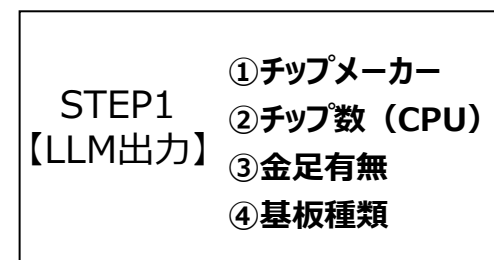 STEP1
【LLM出力】
①チップメーカー
②チップ数（CPU）
③金足有無
④基板種類